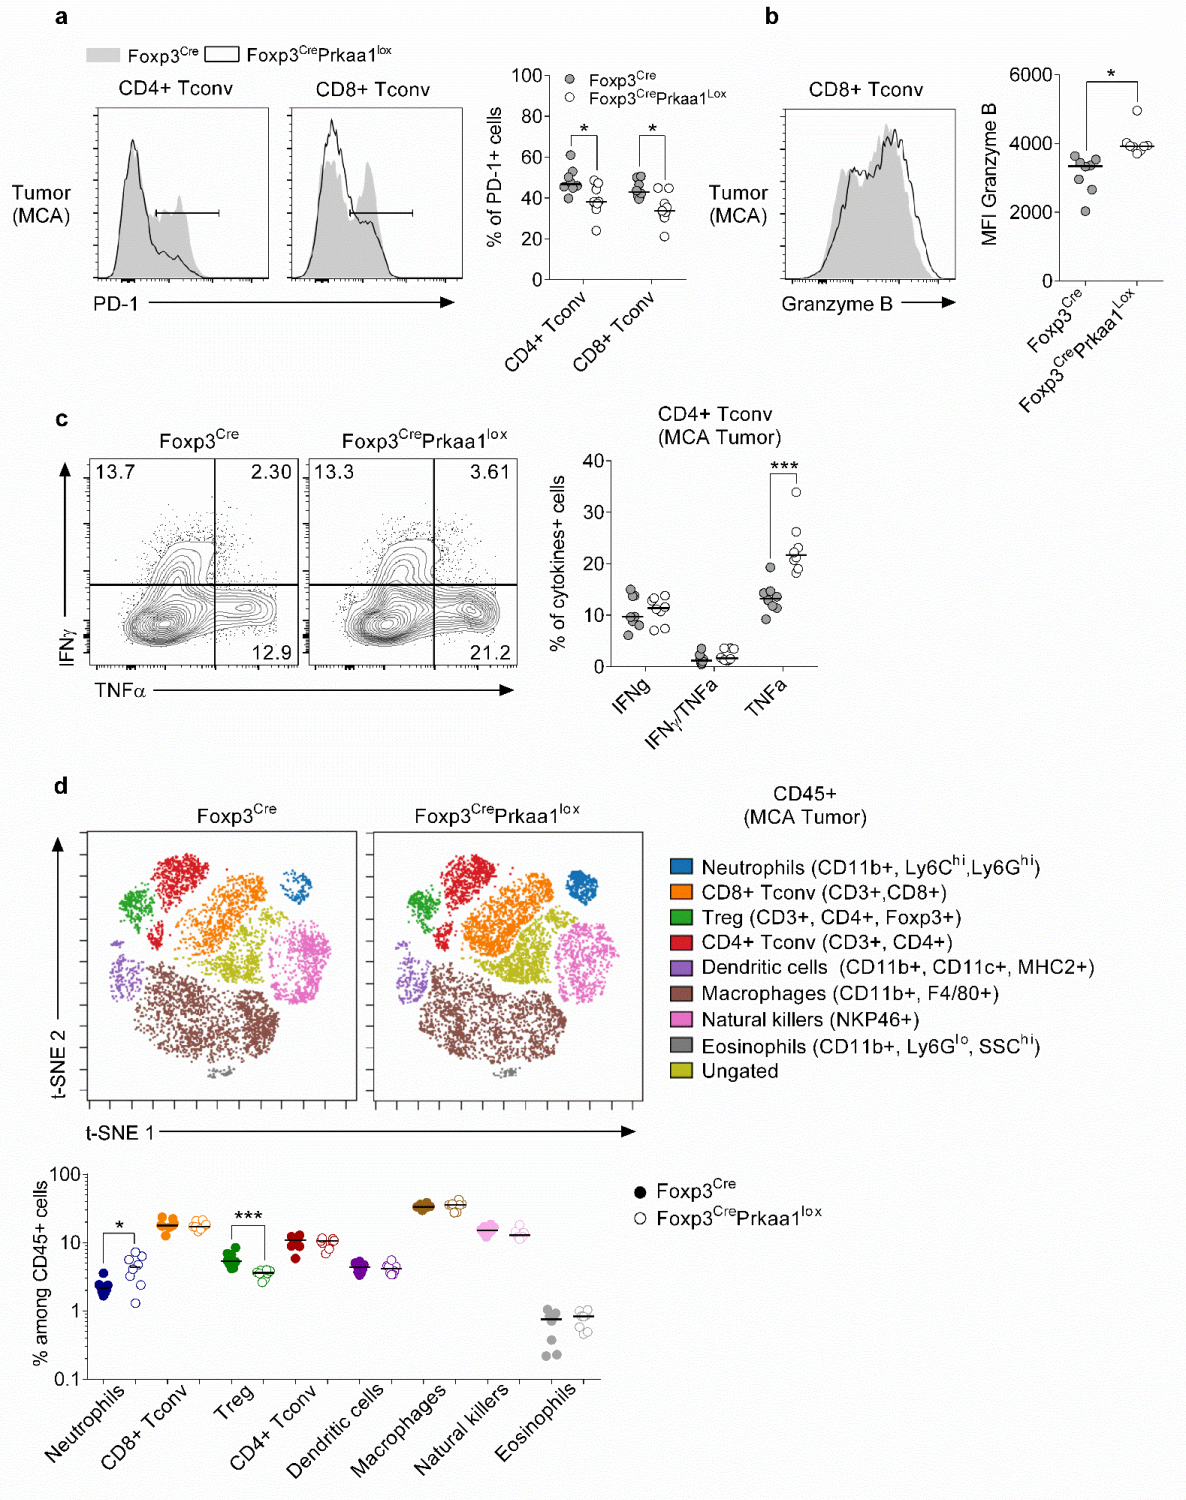 a
Foxp3Cre
Foxp3CrePrkaa1lox
CD4+ Tconv
CD8+ Tconv
Tumor
(MCA)
PD-1
Foxp3Cre
Foxp3CrePrkaa1Lox
% of PD-1+ cells
100
80
60
40
20
0
*
*
CD4+ Tconv
CD8+ Tconv
b
CD8+ Tconv
Tumor
(MCA)
Granzyme B
MFI Granzyme B
6000
4000
2000
0
*
Foxp3Cre
Foxp3CrePrkaa1Lox
c
Foxp3Cre
Foxp3CrePrkaa1lox
13.7
2.30
12.9
13.3
3.61
21.2
IFNγ
TNFα
CD4+ Tconv
(MCA Tumor)
% of cytokines+ cells
40
30
20
10
0
***
IFNg
IFNγ/TNFa
TNFa
d
Foxp3Cre
Foxp3CrePrkaa1lox
t-SNE 2
t-SNE 1
CD45+
(MCA Tumor)
Neutrophils (CD11b+, Ly6Chi,Ly6Ghi)
CD8+ Tconv (CD3+,CD8+)
Treg (CD3+, CD4+, Foxp3+)
CD4+ Tconv (CD3+, CD4+)
Dendritic cells (CD11b+, CD11c+, MHC2+)
Macrophages (CD11b+, F4/80+)
Natural killers (NKP46+)
Eosinophils (CD11b+, Ly6Glo, SSChi)
Ungated
% among CD45+ cells
100
10
1
0.1
*
***
Neutrophils
CD8+ Tconv
Treg
CD4+ Tconv
Dendritic cells
Macrophages
Natural killers
Eosinophils
Foxp3Cre
Foxp3CrePrkaa1lox